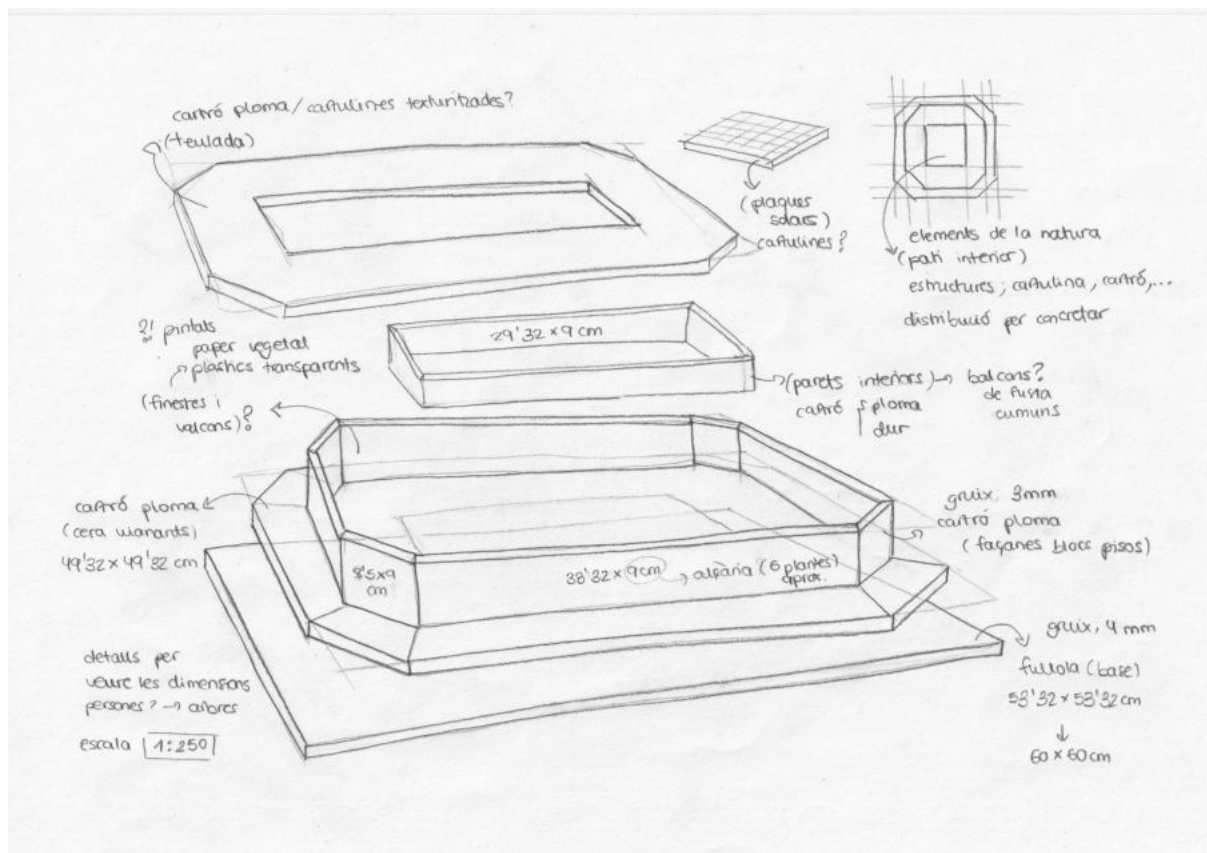 cartró ploma / cartulines texturitzades?
(teulada)
(plaques
solars)
cartulines?
elements de la natura
(pati interior)
estructures; cartulina, cartró,...
distribució per concretar
?! pintats
paper vegetal
plàstics transparents
(finestres i
valcons)?
29'32 x 9 cm
(parets interiors) → balcons?
de fusta
cumuns
cartró ploma
dur
cartró ploma
(cera vianants)
49'32 x 49'32 cm
8'5 x 9
cm
38'32 x 9cm → alçària (6 plantes)
aprox.
gruix; 3mm
cartró ploma
(façanes blocs pisos)
gruix; 4 mm
fullola (base)
53'32 x 53'32 cm
↓
60 x 60 cm
detalls per
veure les dimensions
persones? → arbres
escala 1:250